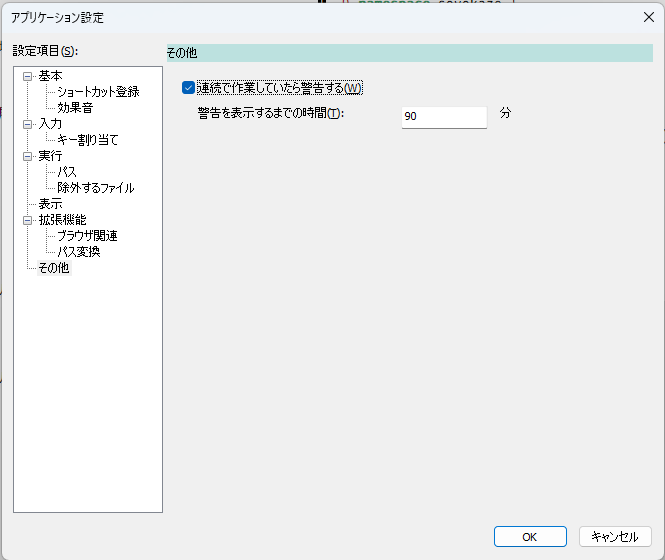 アプリケーション設定
設定項目(S):
基本
ショートカット登録
効果音
入力
キー割り当て
実行
パス
除外するファイル
表示
拡張機能
ブラウザ関連
パス変換
その他
その他
連続で作業していたら警告する(W)
警告を表示するまでの時間(T):
90
分
OK
キャンセル